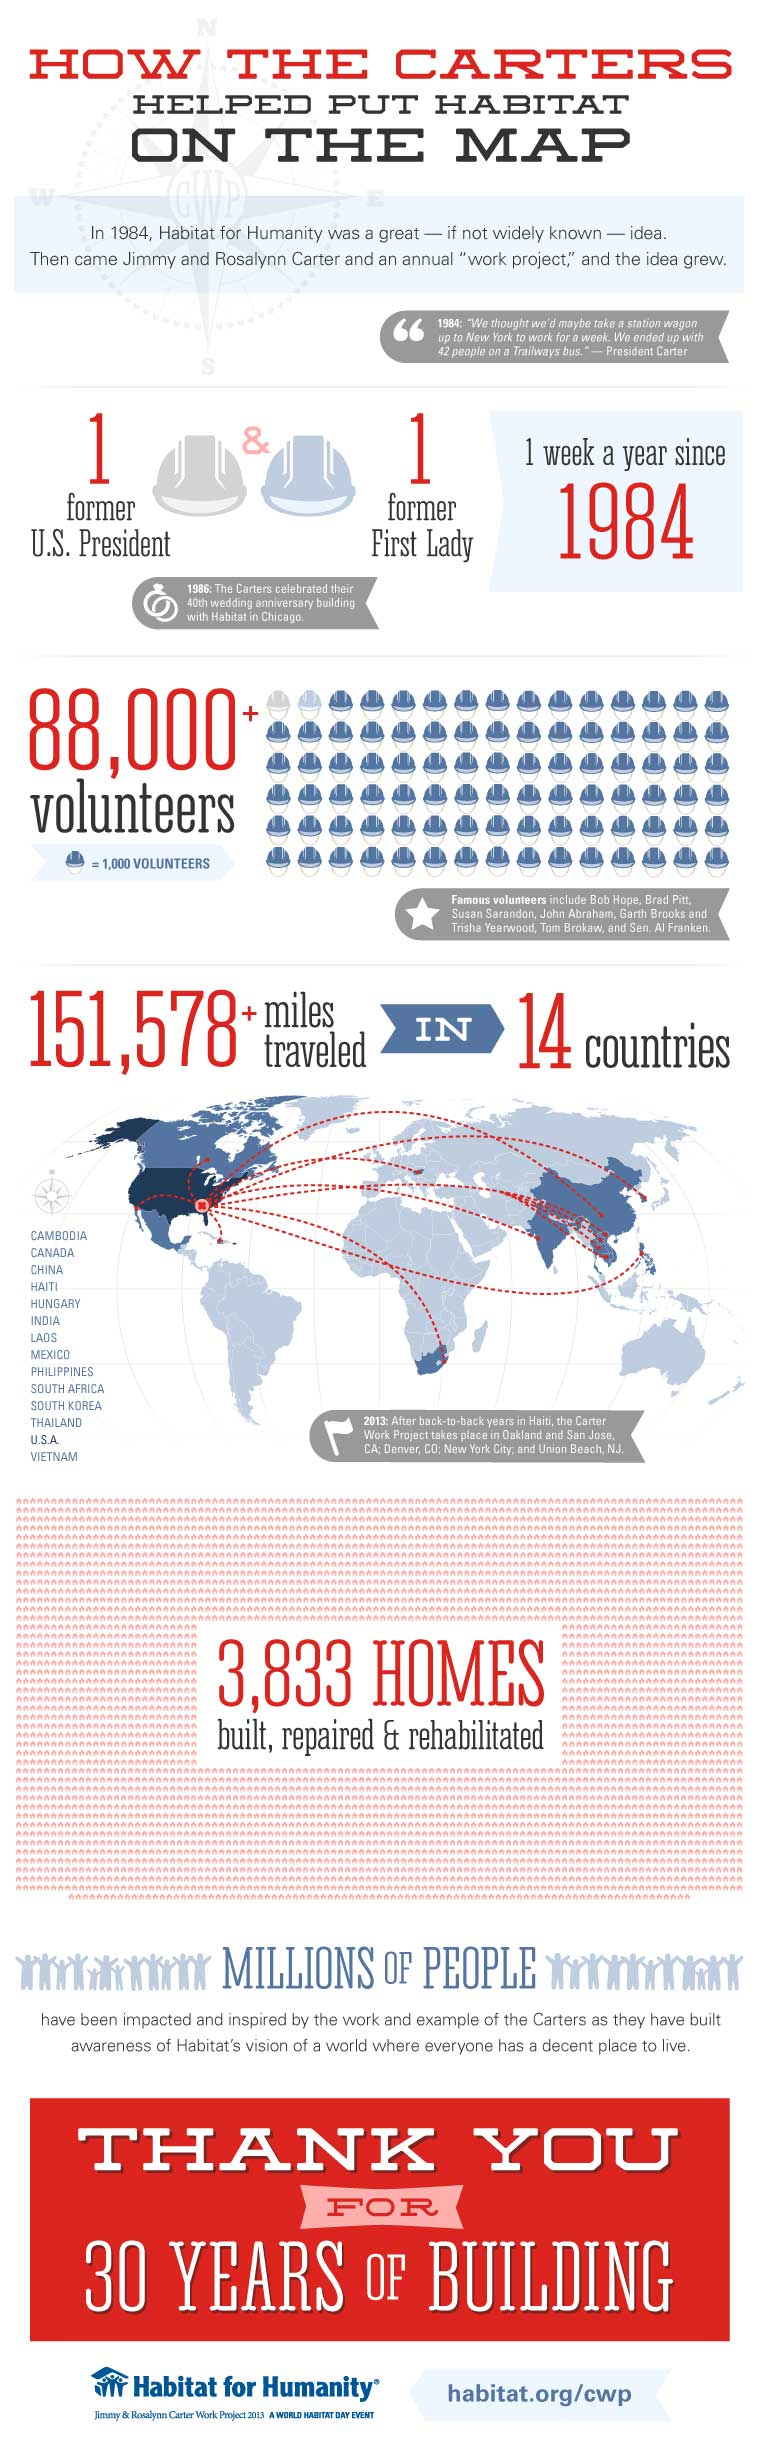 N
HOW THE CARTERS
HELPED PUT HABITAT
ON THE MAP
W CWP E
In 1984, Habitat for Humanity was a great — if not widely known — idea.
Then came Jimmy and Rosalynn Carter and an annual “work project,” and the idea grew.
S
1984: “We thought we’d maybe take a station wagon
up to New York to work for a week. We ended up with
42 people on a Trailways bus.” — President Carter
1
former
U.S. President
&
1
former
First Lady
1 week a year since
1984
1986: The Carters celebrated their
40th wedding anniversary building
with Habitat in Chicago.
88,000+
volunteers
= 1,000 VOLUNTEERS
Famous volunteers include Bob Hope, Brad Pitt,
Susan Sarandon, John Abraham, Garth Brooks and
Trisha Yearwood, Tom Brokaw, and Sen. Al Franken.
151,578+ miles
traveled
IN
14 countries
CAMBODIA
CANADA
CHINA
HAITI
HUNGARY
INDIA
LAOS
MEXICO
PHILIPPINES
SOUTH AFRICA
SOUTH KOREA
THAILAND
U.S.A.
VIETNAM
2013: After back-to-back years in Haiti, the Carter
Work Project takes place in Oakland and San Jose,
CA; Denver, CO; New York City; and Union Beach, NJ.
3,833 HOMES
built, repaired & rehabilitated
MILLIONS OF PEOPLE
have been impacted and inspired by the work and example of the Carters as they have built
awareness of Habitat’s vision of a world where everyone has a decent place to live.
THANK YOU
FOR
30 YEARS OF BUILDING
Habitat for Humanity®
Jimmy & Rosalynn Carter Work Project 2013 A WORLD HABITAT DAY EVENT
habitat.org/cwp